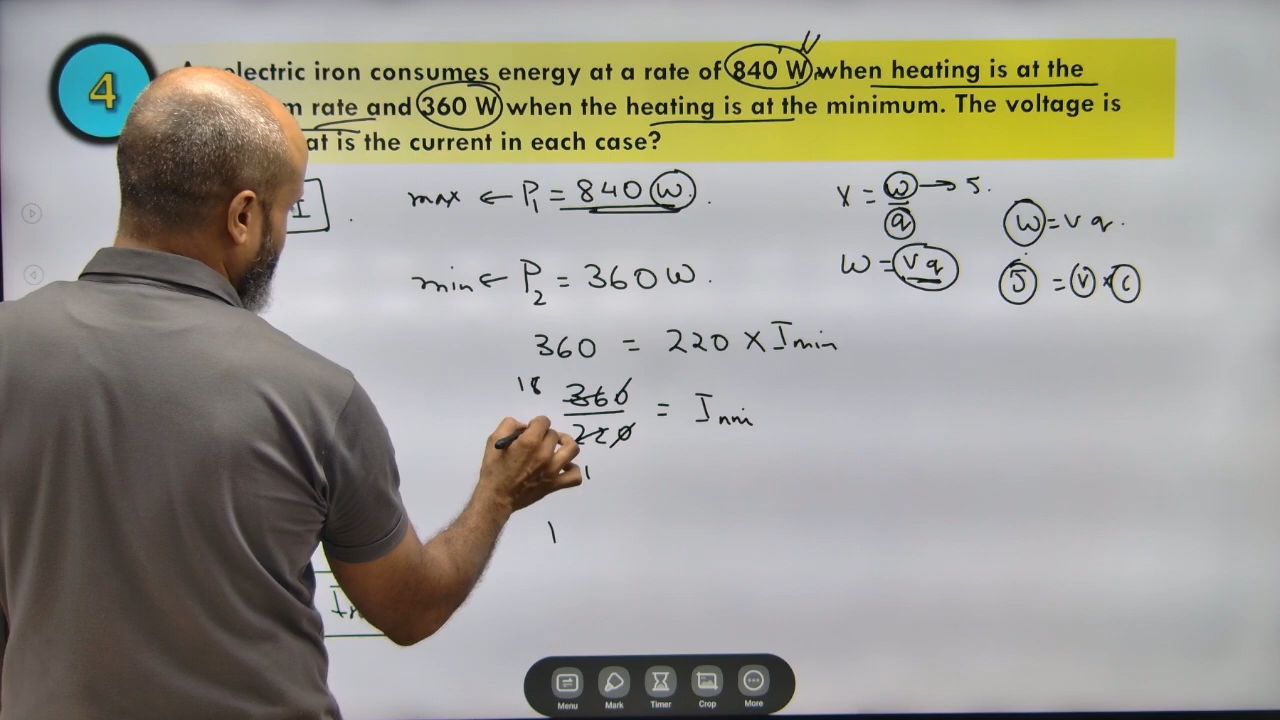 4
electric iron consumes energy at a rate of 840 W when heating is at the
rate and 360 W when the heating is at the minimum. The voltage is
is the current in each case?
I .
max ← P₁ = 840 W .
V = W → J.
q
W = Vq.
min ← P₂ = 360 W.
W = Vq
J = V × C
360 = 220 × Imin
18
360
220
= Imin
1
1
Menu Mark Timer Crop More